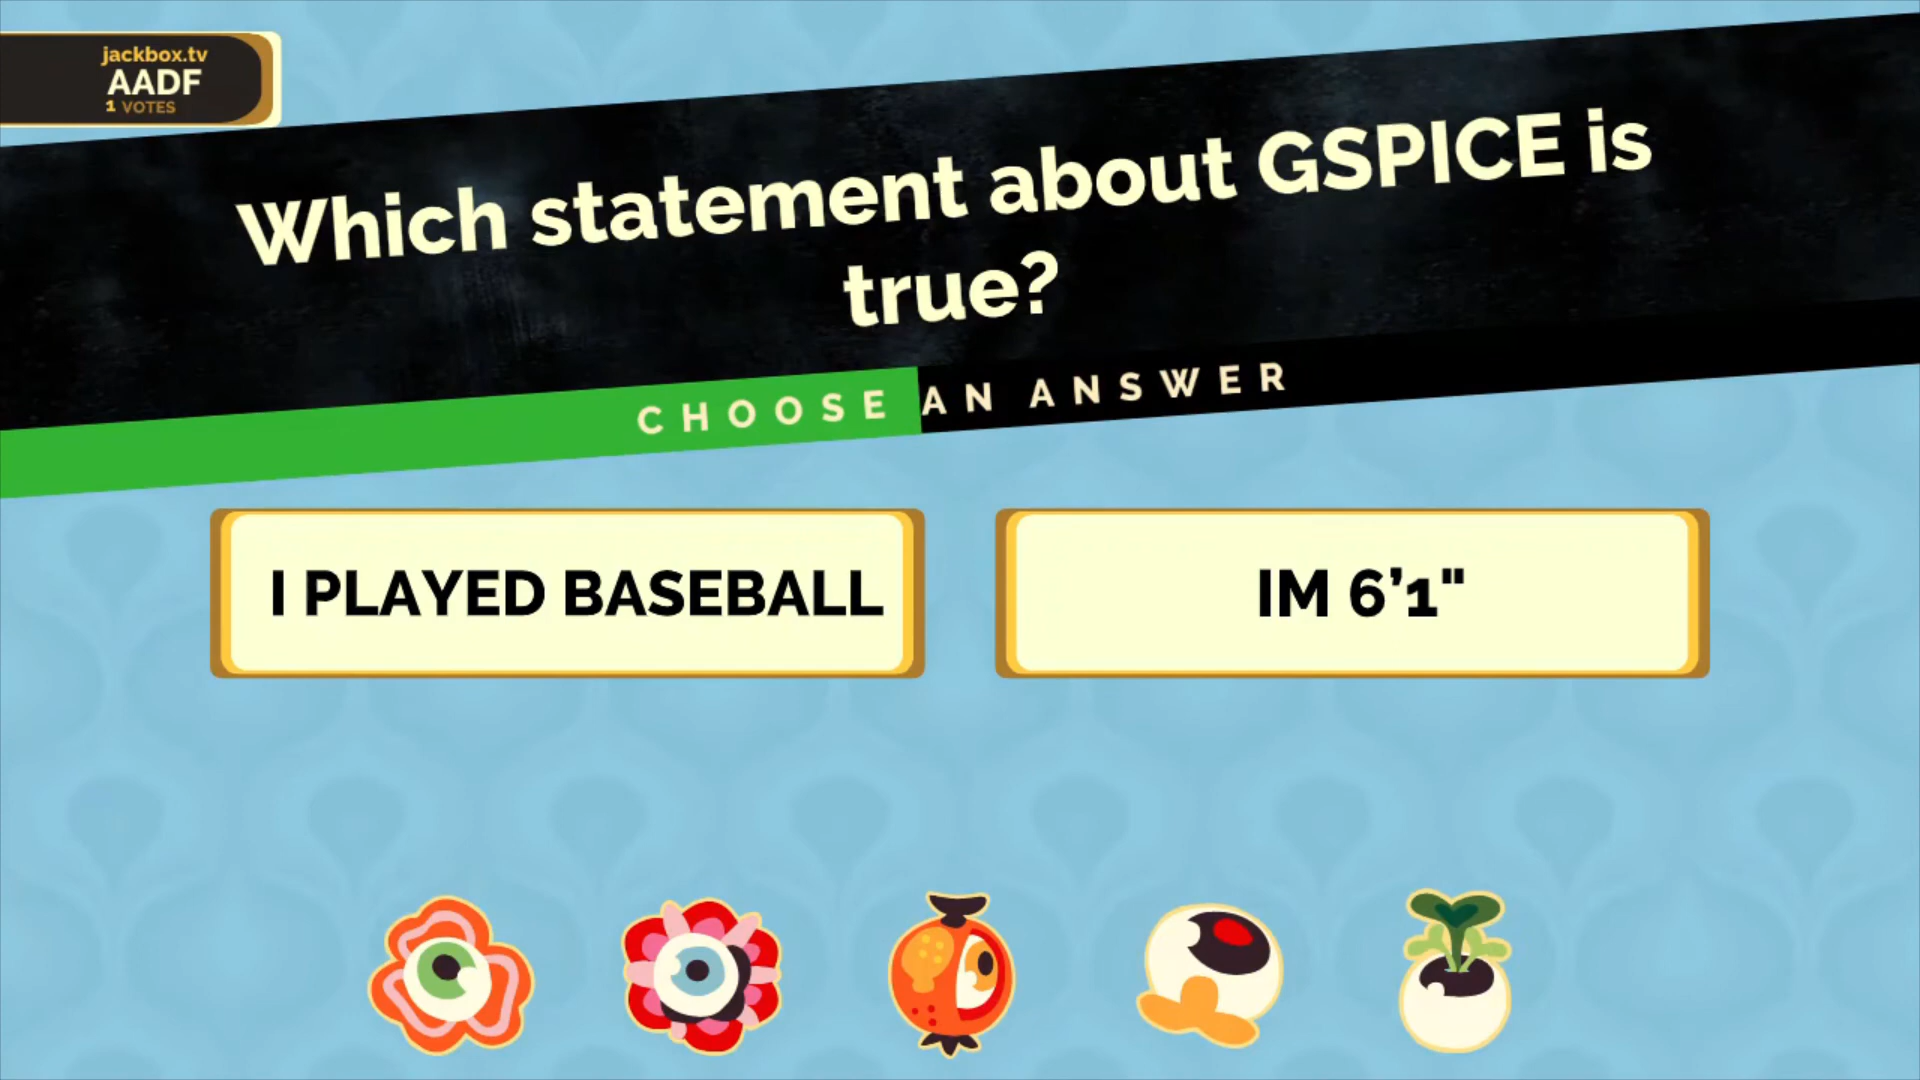 jackbox.tv
AADF
1 VOTES
Which statement about GSPICE is
true?
CHOOSE AN ANSWER
I PLAYED BASEBALL
IM 6’1"